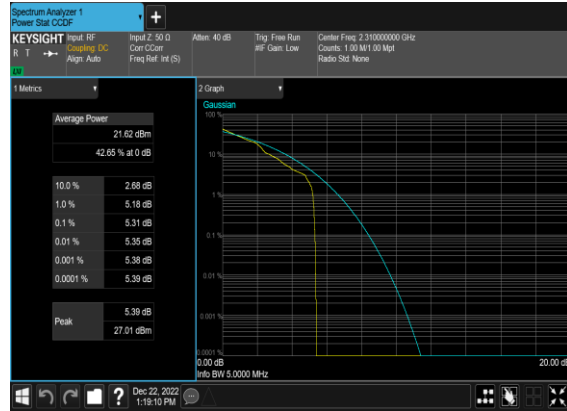 Spectrum Analyzer 1
Power Stat CCDF
KEYSIGHT
R T
LXI
Input: RF
Coupling: DC
Align: Auto
Input Z: 50 Ω
Corr CCorr
Freq Ref: Int (S)
Atten: 40 dB
Trig: Free Run
#IF Gain: Low
Center Freq: 2.310000000 GHz
Counts: 1.00 M/1.00 Mpt
Radio Std: None
1 Metrics
Average Power
21.62 dBm
42.65 % at 0 dB
10.0 % 2.68 dB
1.0 % 5.18 dB
0.1 % 5.31 dB
0.01 % 5.35 dB
0.001 % 5.38 dB
0.0001 % 5.39 dB
Peak
5.39 dB
27.01 dBm
2 Graph
Gaussian
100 %
10 %
1 %
0.1 %
0.01 %
0.001 %
0.0001 %
0.00 dB
20.00 dB
Info BW 5.0000 MHz
?
Dec 22, 2022
1:19:10 PM